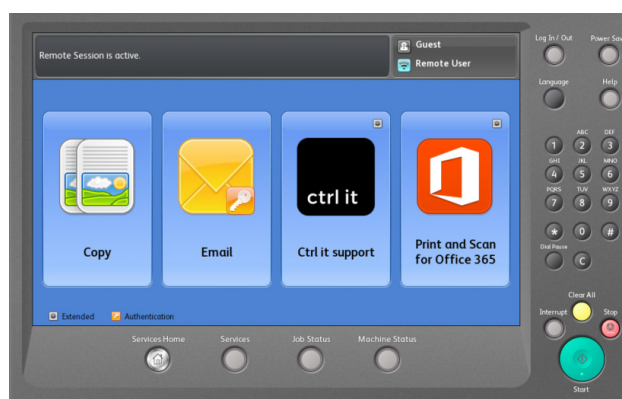 Remote Session is active.
Guest
Remote User
Log In / Out
Language
Help
Copy
Email
ctrl it
Ctrl it support
Print and Scan
for Office 365
Extended
Authentication
Services Home
Services
Job Status
Machine Status
ABC
DEF
1
2
3
GHI
JKL
MNO
4
5
6
PQRS
TUV
WXYZ
7
8
9
*
0
#
Dial Pause
C
Clear All
Interrupt
Stop
Start